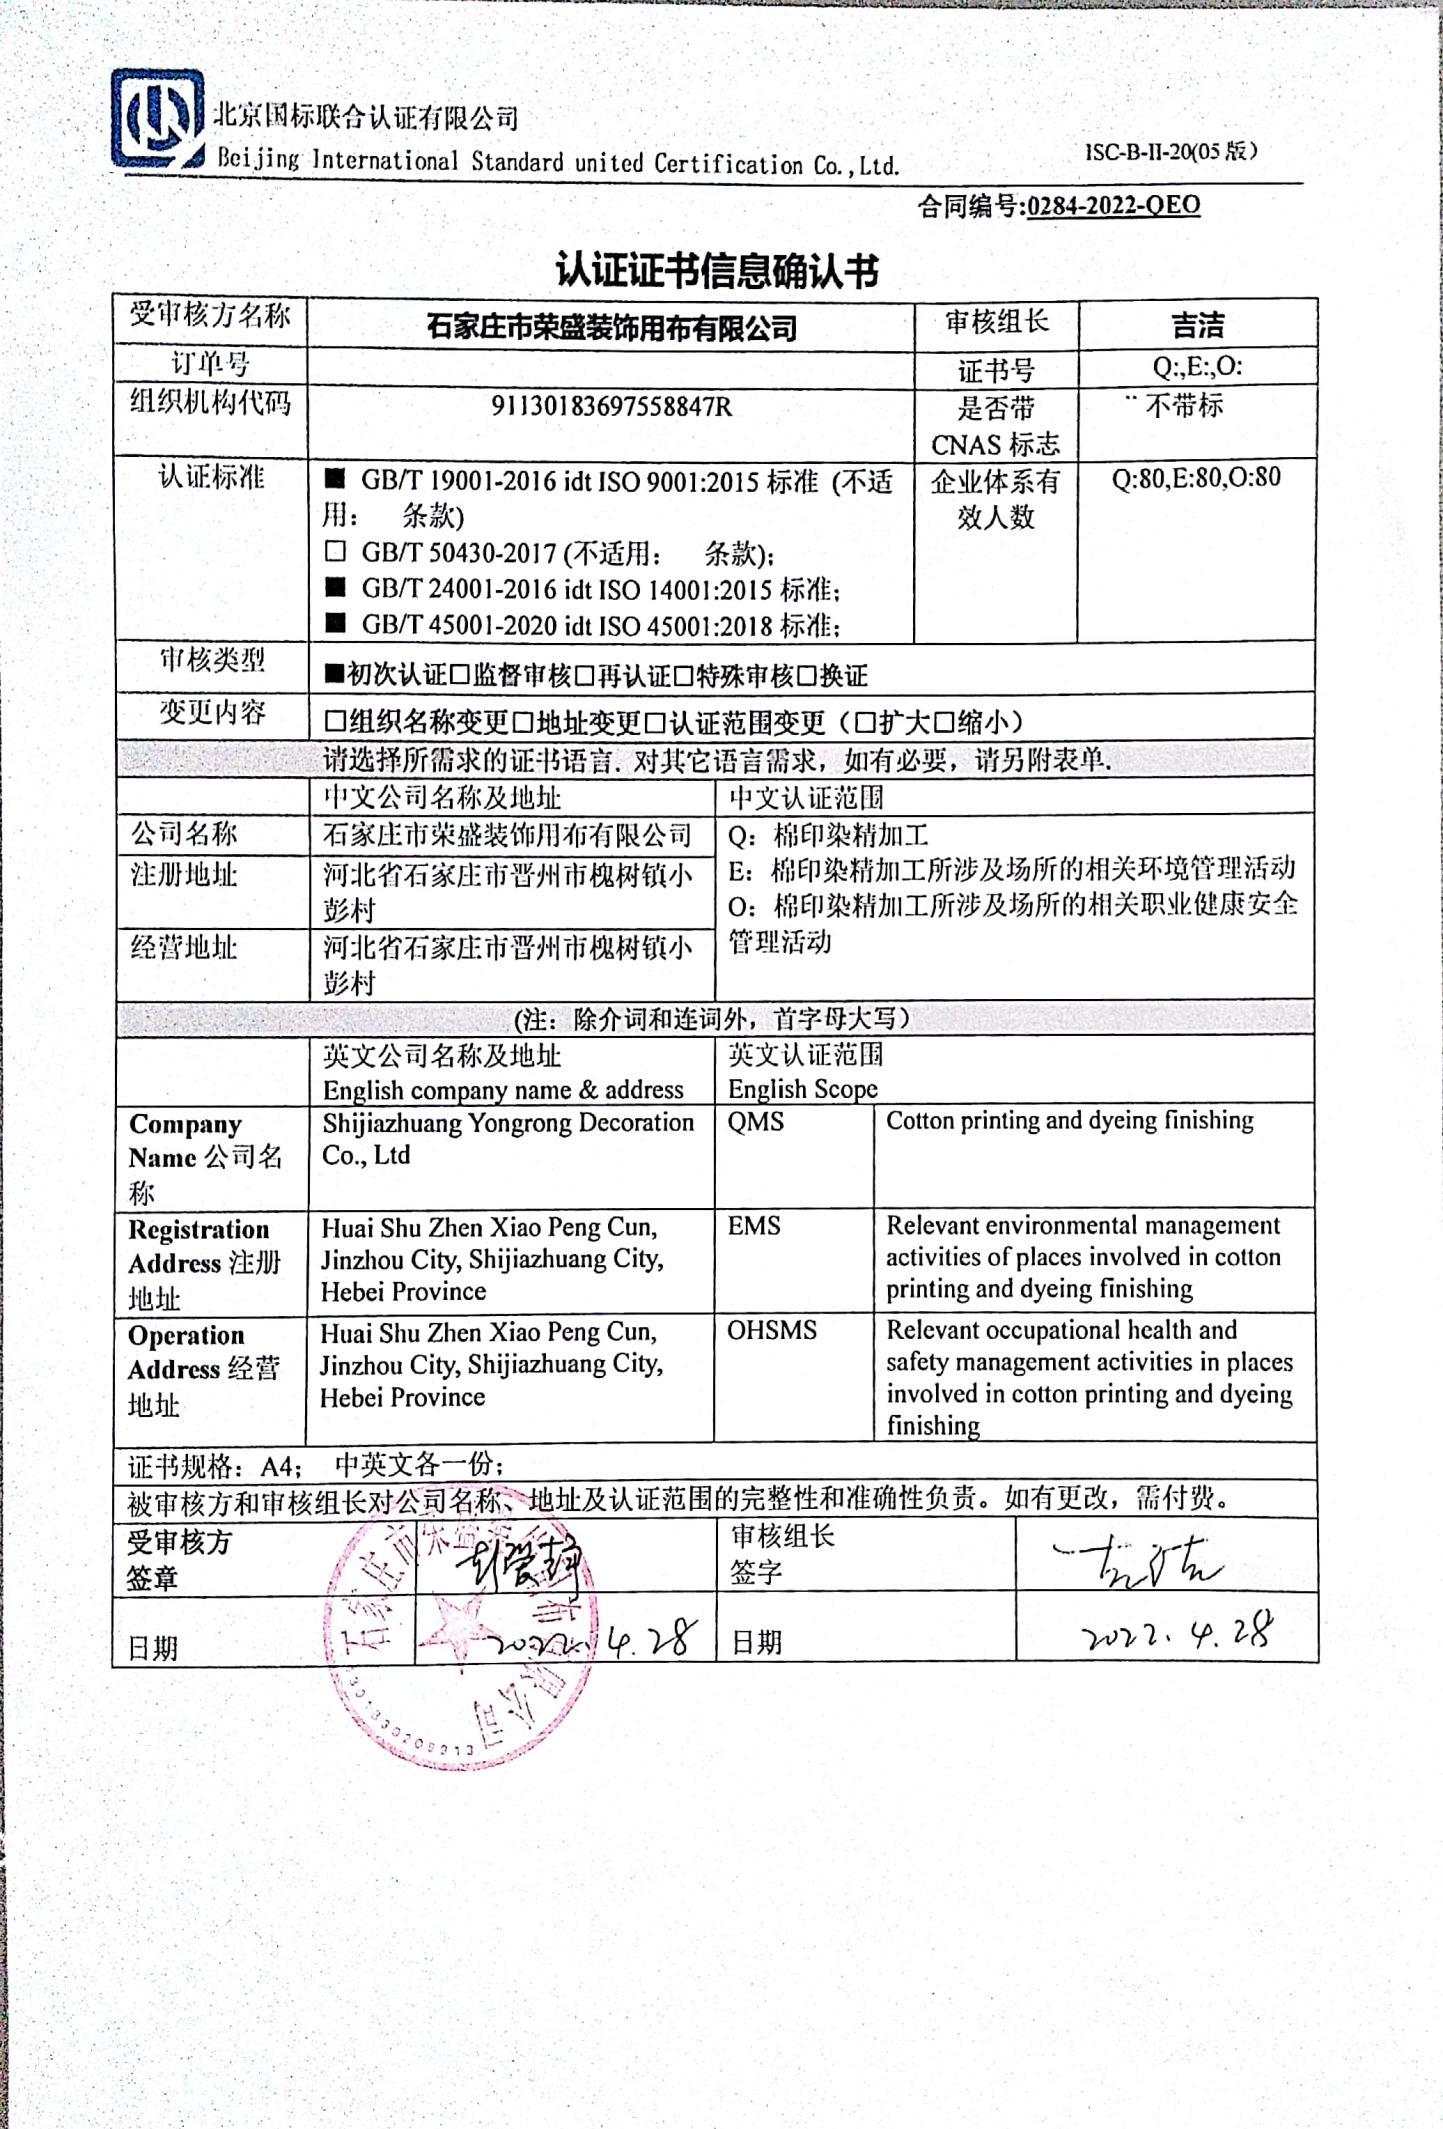 北京国标联合认证有限公司
Beijing International Standard united Certification Co.,Ltd.
ISC-B-II-20(05 版）
合同编号:0284-2022-QEO
认证证书信息确认书
受审核方名称 石家庄市荣盛装饰用布有限公司 审核组长 吉洁
订单号 证书号 Q:,E:,O:
组织机构代码 91130183697558847R 是否带 ¨ 不带标
CNAS 标志
认证标准 ■ GB/T 19001-2016 idt ISO 9001:2015 标准 (不适 企业体系有 Q:80,E:80,O:80
用： 条款) 效人数
□ GB/T 50430-2017 (不适用： 条款);
■ GB/T 24001-2016 idt ISO 14001:2015 标准;
■ GB/T 45001-2020 idt ISO 45001:2018 标准;
审核类型 ■初次认证□监督审核□再认证□特殊审核□换证
变更内容 □组织名称变更□地址变更□认证范围变更（□扩大□缩小）
请选择所需求的证书语言. 对其它语言需求，如有必要，请另附表单.
中文公司名称及地址 中文认证范围
公司名称 石家庄市荣盛装饰用布有限公司
注册地址 河北省石家庄市晋州市槐树镇小
彭村
经营地址 河北省石家庄市晋州市槐树镇小
彭村
Q：棉印染精加工
E：棉印染精加工所涉及场所的相关环境管理活动
O：棉印染精加工所涉及场所的相关职业健康安全
管理活动
(注：除介词和连词外，首字母大写）
英文公司名称及地址 英文认证范围
English company name & address English Scope
Company Shijiazhuang Yongrong Decoration QMS Cotton printing and dyeing finishing
Name 公司名 Co., Ltd
称
Registration Huai Shu Zhen Xiao Peng Cun, EMS Relevant environmental management
Address 注册 Jinzhou City, Shijiazhuang City, activities of places involved in cotton
地址 Hebei Province printing and dyeing finishing
Operation Huai Shu Zhen Xiao Peng Cun, OHSMS Relevant occupational health and
Address 经营 Jinzhou City, Shijiazhuang City, safety management activities in places
地址 Hebei Province involved in cotton printing and dyeing
finishing
证书规格：A4； 中英文各一份；
被审核方和审核组长对公司名称、地址及认证范围的完整性和准确性负责。如有更改，需付费。
受审核方 审核组长
签章 签字 吉洁
日期 2022.4.28 日期 2022.4.28
石家庄市荣盛装饰用布有限公司